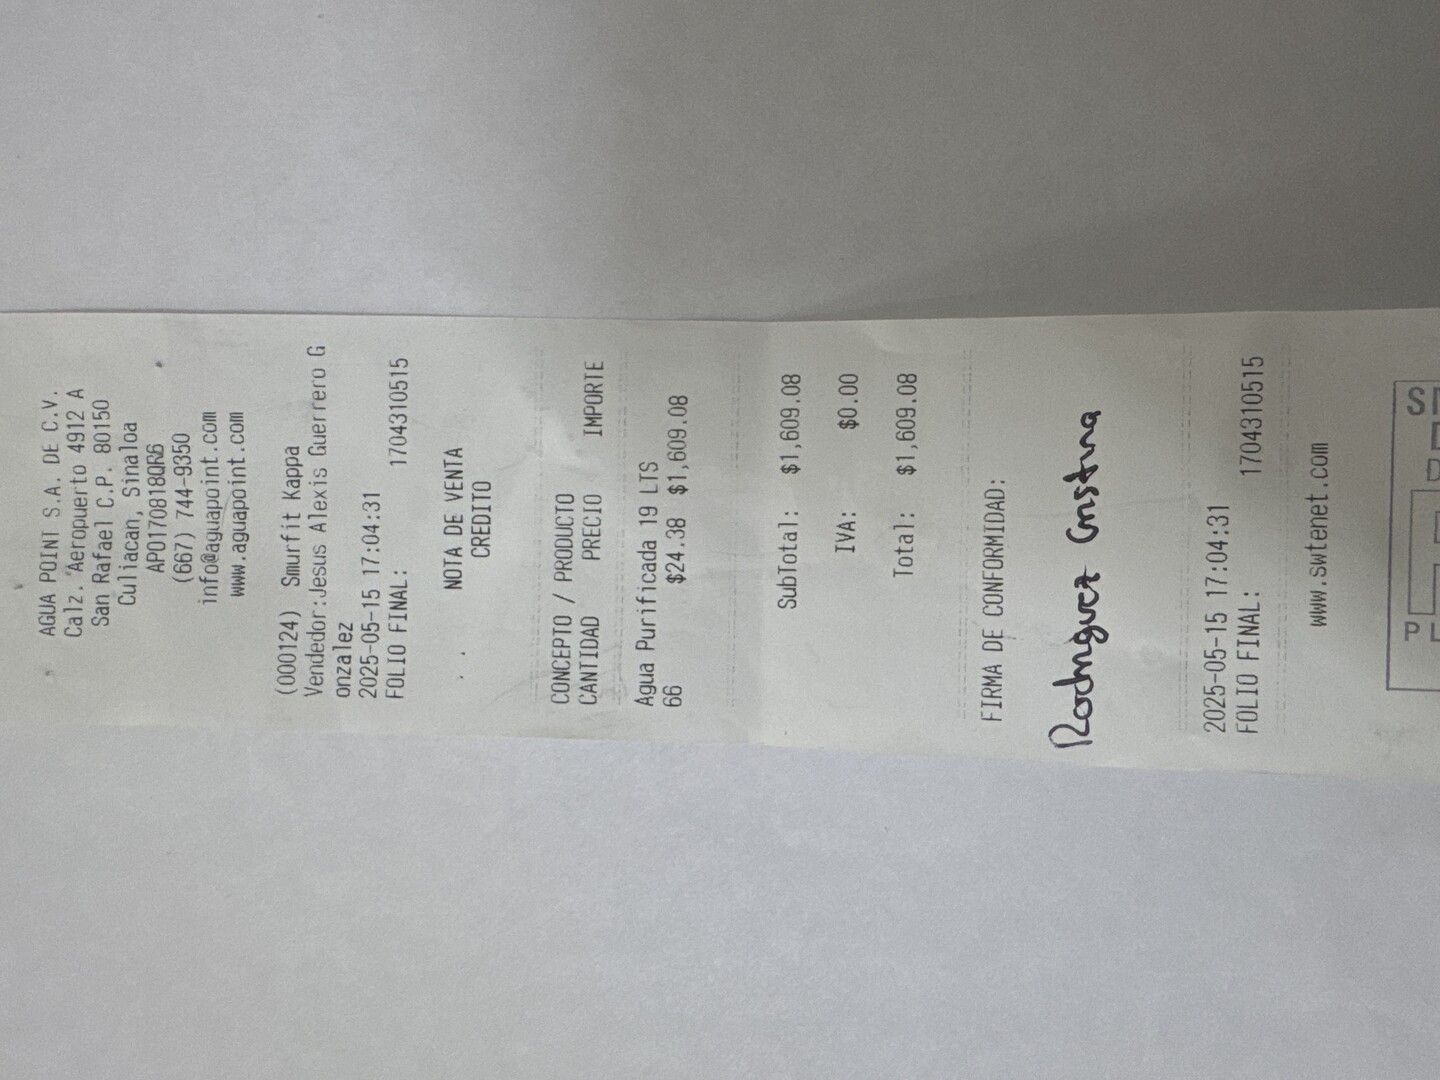 AGUA POINT S.A. DE C.V.
Calz. Aeropuerto 4912 A
San Rafael C.P. 80150
Culiacan, Sinaloa
APO170818QR6
(667) 744-9350
info@aguapoint.com
www.aguapoint.com
(000124) Smurfit Kappa
Vendedor:Jesus Alexis Guerrero G
onzalez
2025-05-15 17:04:31
FOLIO FINAL: 1704310515
NOTA DE VENTA
CREDITO
CONCEPTO / PRODUCTO
CANTIDAD PRECIO IMPORTE
Agua Purificada 19 LTS
66 $24.38 $1,609.08
SubTotal: $1,609.08
IVA: $0.00
Total: $1,609.08
FIRMA DE CONFORMIDAD:
Rodriguez Cristina
2025-05-15 17:04:31
FOLIO FINAL: 1704310515
www.swtenet.com